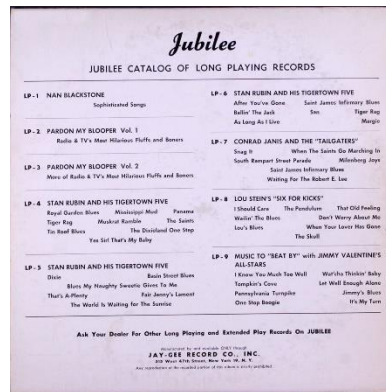 Jubilee
JUBILEE CATALOG OF LONG PLAYING RECORDS
LP-1 NAN BLACKSTONE
Sophisticated Songs
LP-2 PARDON MY BLOOPER Vol. 1
Radio & TV's Most Hilarious Fluffs and Boners
LP-3 PARDON MY BLOOPER Vol. 2
More of Radio & TV's Most Hilarious Fluffs and Boners
LP-4 STAN RUBIN AND HIS TIGERTOWN FIVE
Royal Garden Blues Mississippi Mud Panama
Tiger Rag Muskrat Ramble The Saints
Tin Roof Blues The Dixieland One Step
Yes Sir! That's My Baby
LP-5 STAN RUBIN AND HIS TIGERTOWN FIVE
Dixie Basin Street Blues
Blues My Naughty Sweetie Gives To Me
That's A-Plenty Fair Jenny's Lament
The World Is Waiting for the Sunrise
LP-6 STAN RUBIN AND HIS TIGERTOWN FIVE
After You've Gone Saint James Infirmary Blues
Ballin' The Jack Sno Tiger Rag
As Long As I Live Margie
LP-7 CONRAD JANIS AND THE "TAILGATERS"
Snag It When The Saints Go Marching In
South Rampart Street Parade Milenberg Joys
Saint James Infirmary Blues
Waiting For The Robert E. Lee
LP-8 LOU STEIN'S "SIX FOR KICKS"
I Should Care The Pendulum That Old Feeling
Wailin' The Blues Don't Worry About Me
Lou's Blues When Your Lover Has Gone
The Skull
LP-9 MUSIC TO "BEAT BY" with JIMMY VALENTINE'S
ALL-STARS
I Know You Much Too Well Wat'cha Thinkin' Baby
Tompkin's Cove Let Well Enough Alone
Pennsylvania Turnpike Jimmy's Blues
One Stop Boogie It's My Turn
Ask Your Dealer For Other Long Playing and Extended Play Records On JUBILEE
JAY-GEE RECORD CO., INC.
315 West 47th Street, New York 19, N. Y.